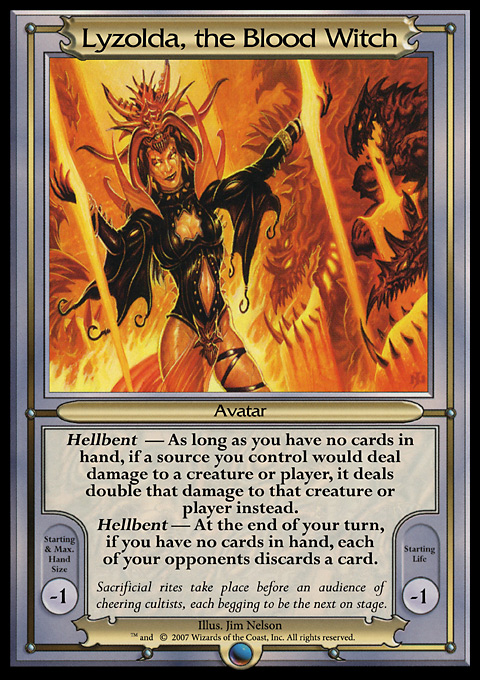 Lyzolda, the Blood Witch
Avatar
Hellbent — As long as you have no cards in
hand, if a source you control would deal
damage to a creature or player, it deals
double that damage to that creature or
player instead.
Hellbent — At the end of your turn,
if you have no cards in hand, each
of your opponents discards a card.
Starting
& Max.
Hand
Size
-1
Starting
Life
-1
Sacrificial rites take place before an audience of
cheering cultists, each begging to be the next on stage.
Illus. Jim Nelson
™ and © 2007 Wizards of the Coast, Inc. All rights reserved.